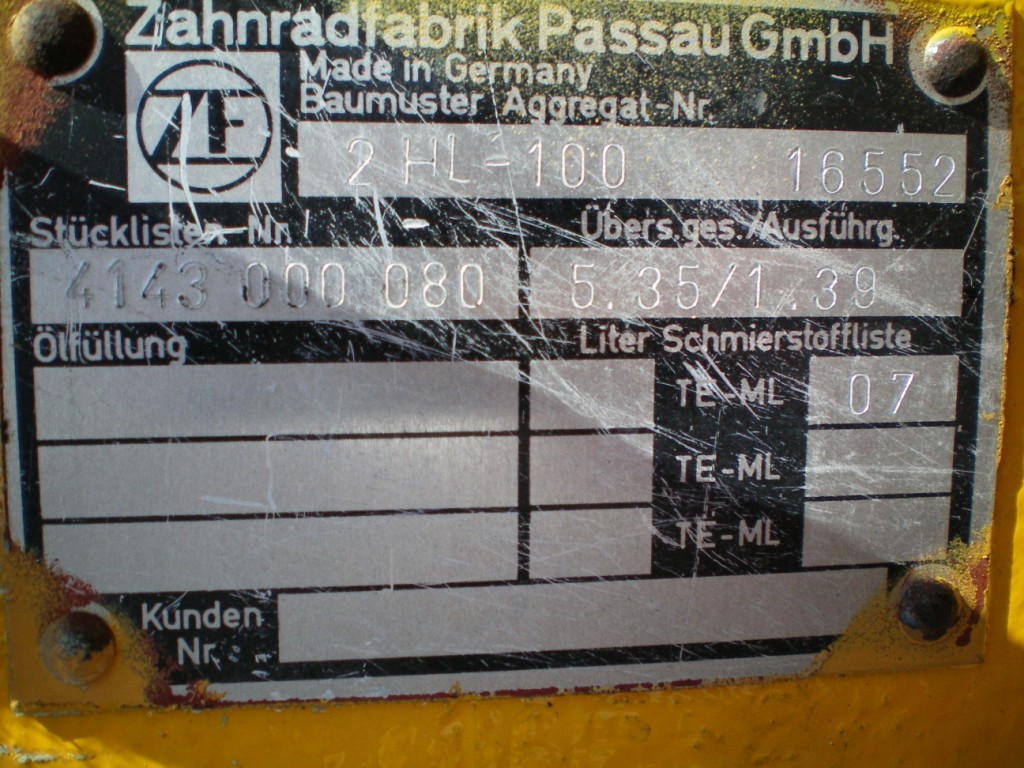 Zahnradfabrik Passau GmbH
ZF
Made in Germany
Baumuster Aggregat-Nr.
2 HL-100 16552
Stücklisten Nr. Übers.ges./Ausführg.
4143 000 080 5.35/1.39
Ölfüllung Liter Schmierstoffliste
TE-ML 07
TE-ML
TE-ML
Kunden
Nr.